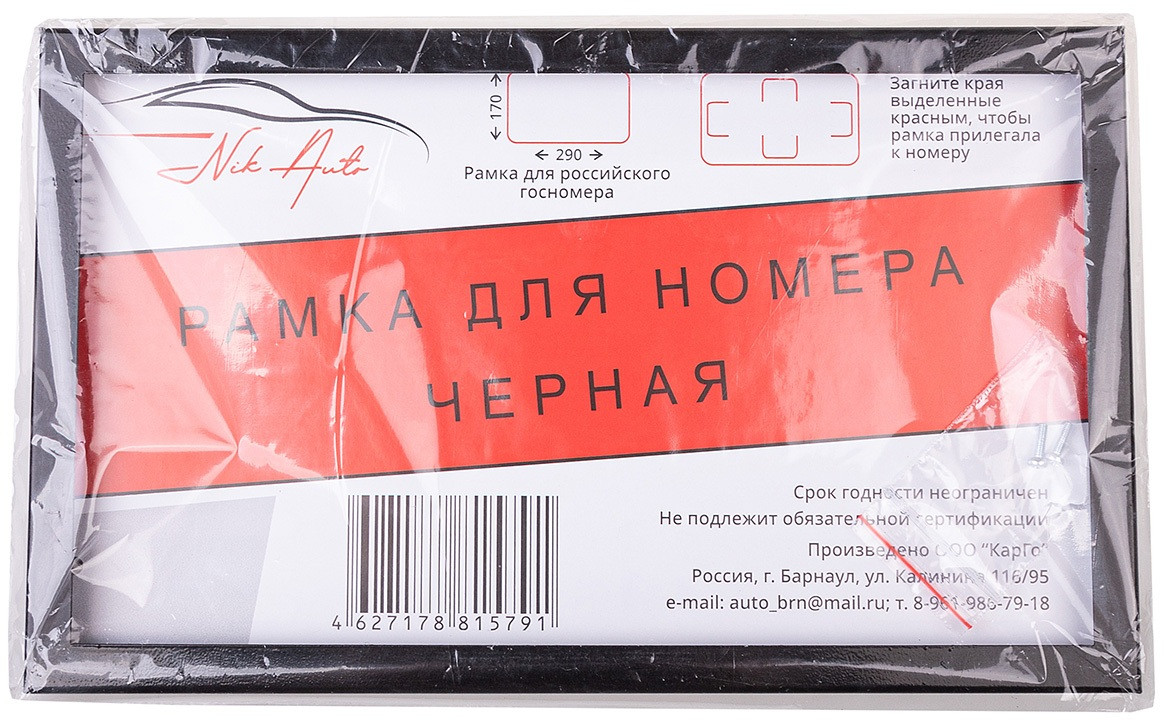 Nik Auto
170
290
Рамка для российского
госномера
Загните края
выделенные
красным, чтобы
рамка прилегала
к номеру
РАМКА ДЛЯ НОМЕРА
ЧЕРНАЯ
4 627178 815791
Срок годности неограничен
Не подлежит обязательной сертификации
Произведено ООО “КарГо”
Россия, г. Барнаул, ул. Калинина 116/95
e-mail: auto_brn@mail.ru; т. 8-961-986-79-18